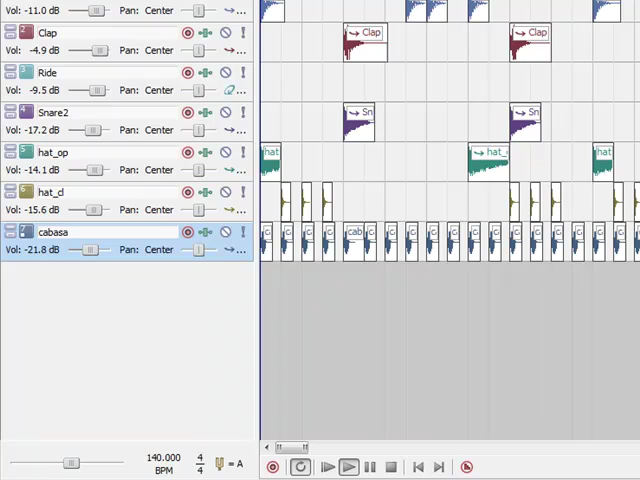 Vol: -11.0 dB Pan: Center
2 Clap
Clap Clap
Vol: -4.9 dB Pan: Center
3 Ride
Vol: -9.5 dB Pan: Center
4 Snare2
Sn Sn
Vol: -17.2 dB Pan: Center
5 hat_op
hat hat_ hat
Vol: -14.1 dB Pan: Center
6 hat_cl
Vol: -15.6 dB Pan: Center
7 cabasa
cab
Vol: -21.8 dB Pan: Center
140.000 4
BPM 4 = A